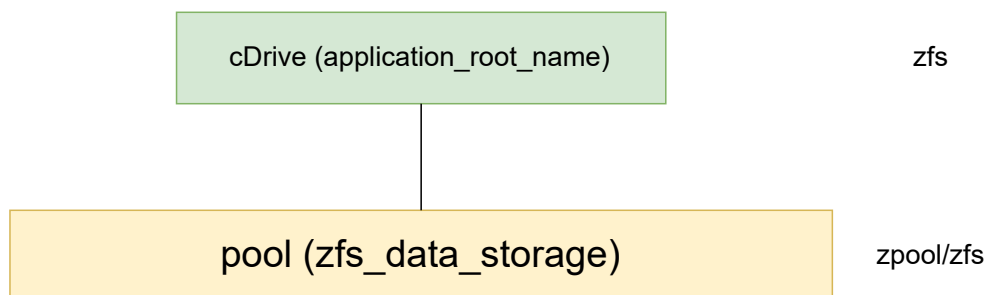 cDrive (application_root_name)
zfs
pool (zfs_data_storage)
zpool/zfs